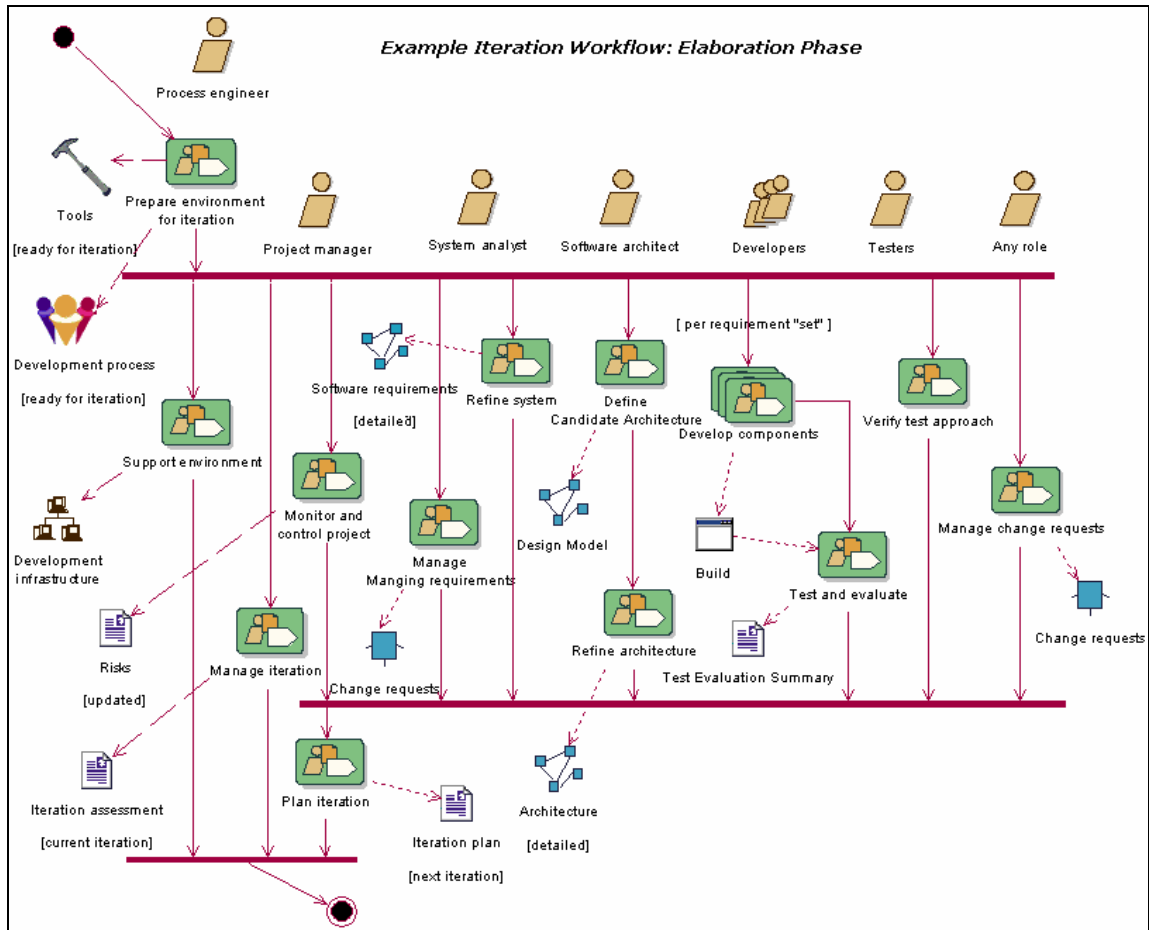 Example Iteration Workflow: Elaboration Phase
Process engineer
Tools
Prepare environment
for iteration
[ready for iteration]
Project manager
System analyst
Software architect
Developers
Testers
Any role
Development process
[ready for iteration]
[ per requirement "set" ]
Software requirements
[detailed]
Refine system
Define
Candidate Architecture
Develop components
Verify test approach
Support environment
Monitor and
control project
Development
infrastructure
Manage
Manging requirements
Design Model
Build
Test and evaluate
Manage change requests
Change requests
Risks
[updated]
Manage iteration
Change requests
Refine architecture
Test Evaluation Summary
Iteration assessment
[current iteration]
Plan iteration
Iteration plan
[next iteration]
Architecture
[detailed]